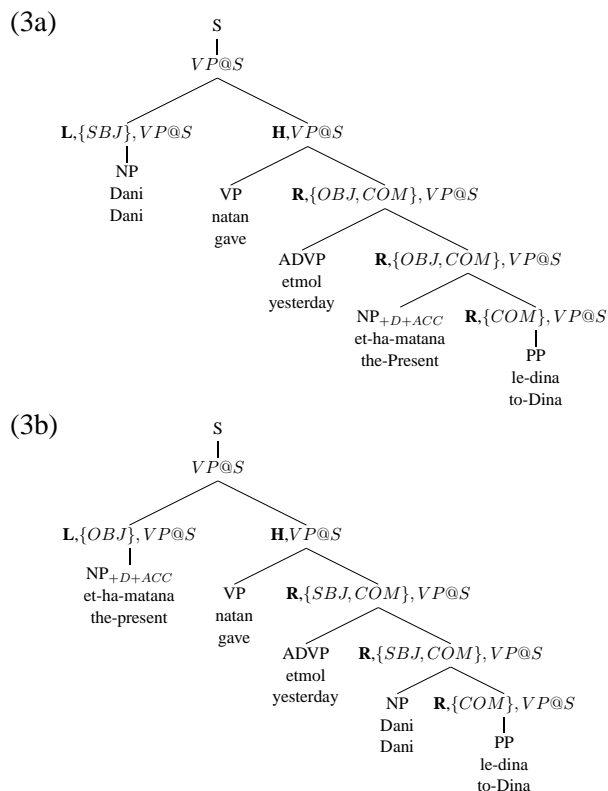 (3a)
S
VP@S
L,{SBJ},VP@S H,VP@S
NP
Dani
Dani
VP
natan
gave
R,{OBJ,COM},VP@S
ADVP
etmol
yesterday
R,{OBJ,COM},VP@S
NP+D+ACC
et-ha-matana
the-Present
R,{COM},VP@S
PP
le-dina
to-Dina
(3b)
S
VP@S
L,{OBJ},VP@S H,VP@S
NP+D+ACC
et-ha-matana
the-present
VP
natan
gave
R,{SBJ,COM},VP@S
ADVP
etmol
yesterday
R,{SBJ,COM},VP@S
NP
Dani
Dani
R,{COM},VP@S
PP
le-dina
to-Dina